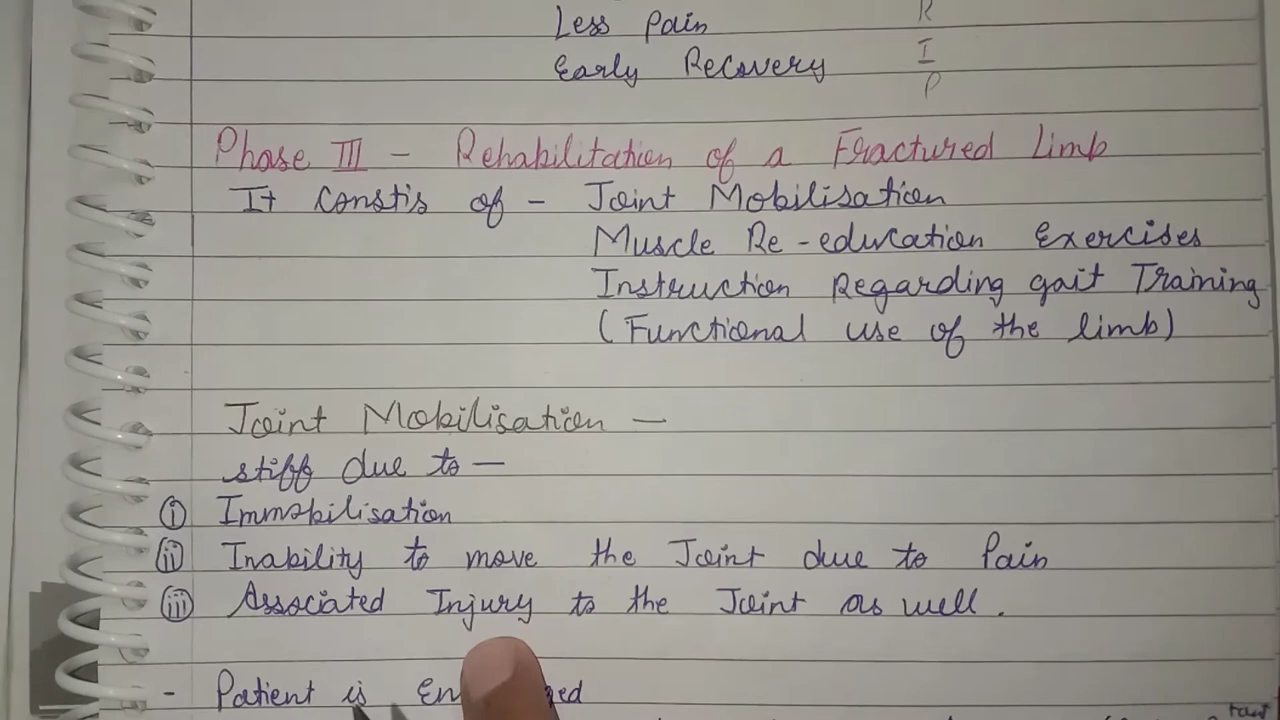 Less Pain R
Early Recovery I
P
Phase III - Rehabilitation of a Fractured Limb
It Constis of - Joint Mobilisation
Muscle Re-education Exercises
Instruction Regarding gait Training
(Functional use of the limb)
Joint Mobilisation —
stiff due to —
(i) Immobilisation
(ii) Inability to move the Joint due to Pain
(iii) Associated Injury to the Joint as well.
- Patient is